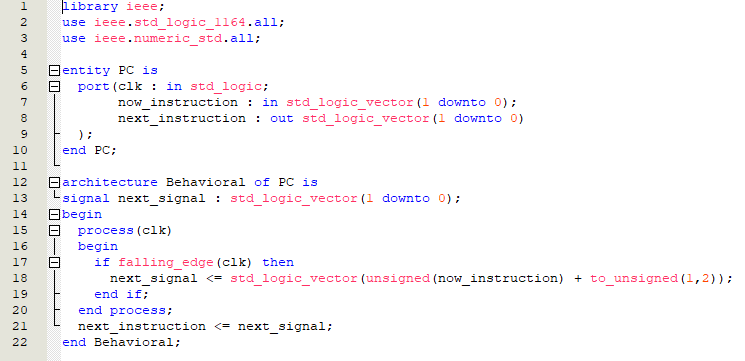 1 library ieee;
2 use ieee.std_logic_1164.all;
3 use ieee.numeric_std.all;
4
5 entity PC is
6   port(clk : in std_logic;
7        now_instruction : in std_logic_vector(1 downto 0);
8        next_instruction : out std_logic_vector(1 downto 0)
9   );
10 end PC;
11
12 architecture Behavioral of PC is
13 signal next_signal : std_logic_vector(1 downto 0);
14 begin
15   process(clk)
16   begin
17     if falling_edge(clk) then
18       next_signal <= std_logic_vector(unsigned(now_instruction) + to_unsigned(1,2));
19     end if;
20   end process;
21   next_instruction <= next_signal;
22 end Behavioral;